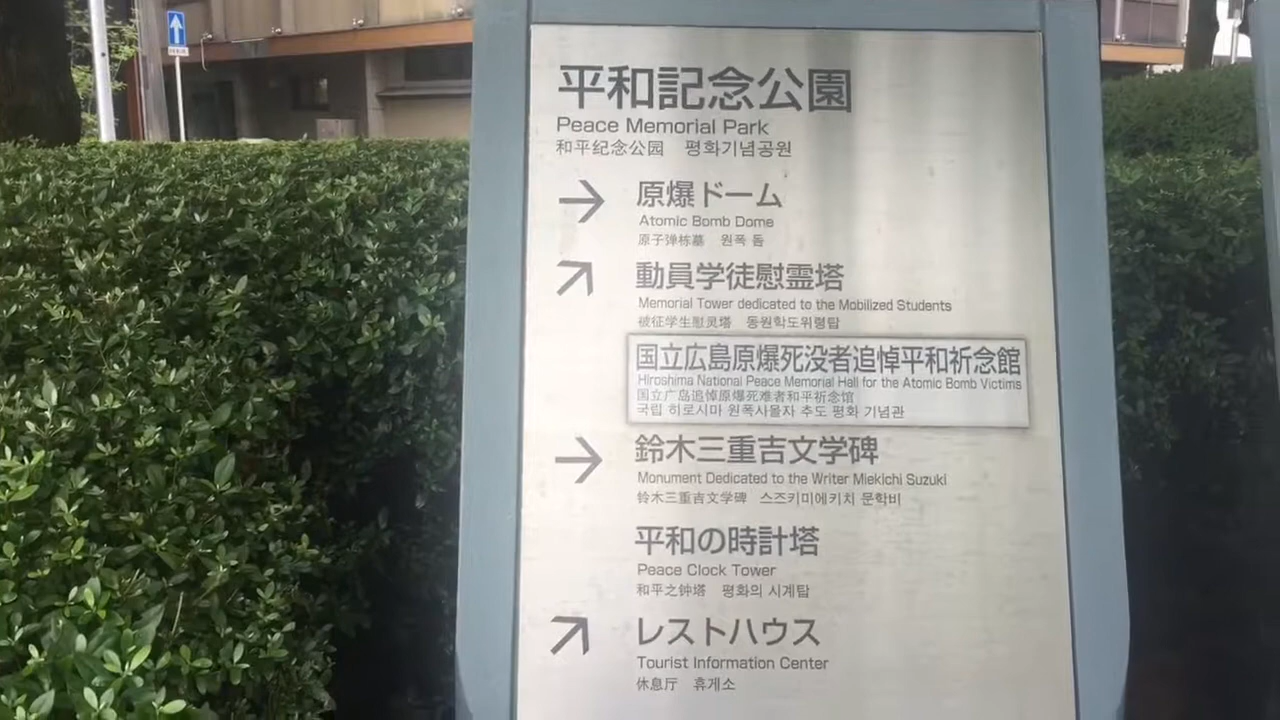 平和記念公園
Peace Memorial Park
和平纪念公园 평화기념공원
→ 原爆ドーム
Atomic Bomb Dome
原子弹栋墓 원폭 돔
↗ 動員学徒慰霊塔
Memorial Tower dedicated to the Mobilized Students
被征学生慰灵塔 동원학도위령탑
国立広島原爆死没者追悼平和祈念館
Hiroshima National Peace Memorial Hall for the Atomic Bomb Victims
国立广岛追悼原爆死难者和平祈念馆
국립 히로시마 원폭사몰자 추도 평화 기념관
→ 鈴木三重吉文学碑
Monument Dedicated to the Writer Miekichi Suzuki
铃木三重吉文学碑 스즈키미에키치 문학비
平和の時計塔
Peace Clock Tower
和平之钟塔 평화의 시계탑
↗ レストハウス
Tourist Information Center
休息厅 휴게소